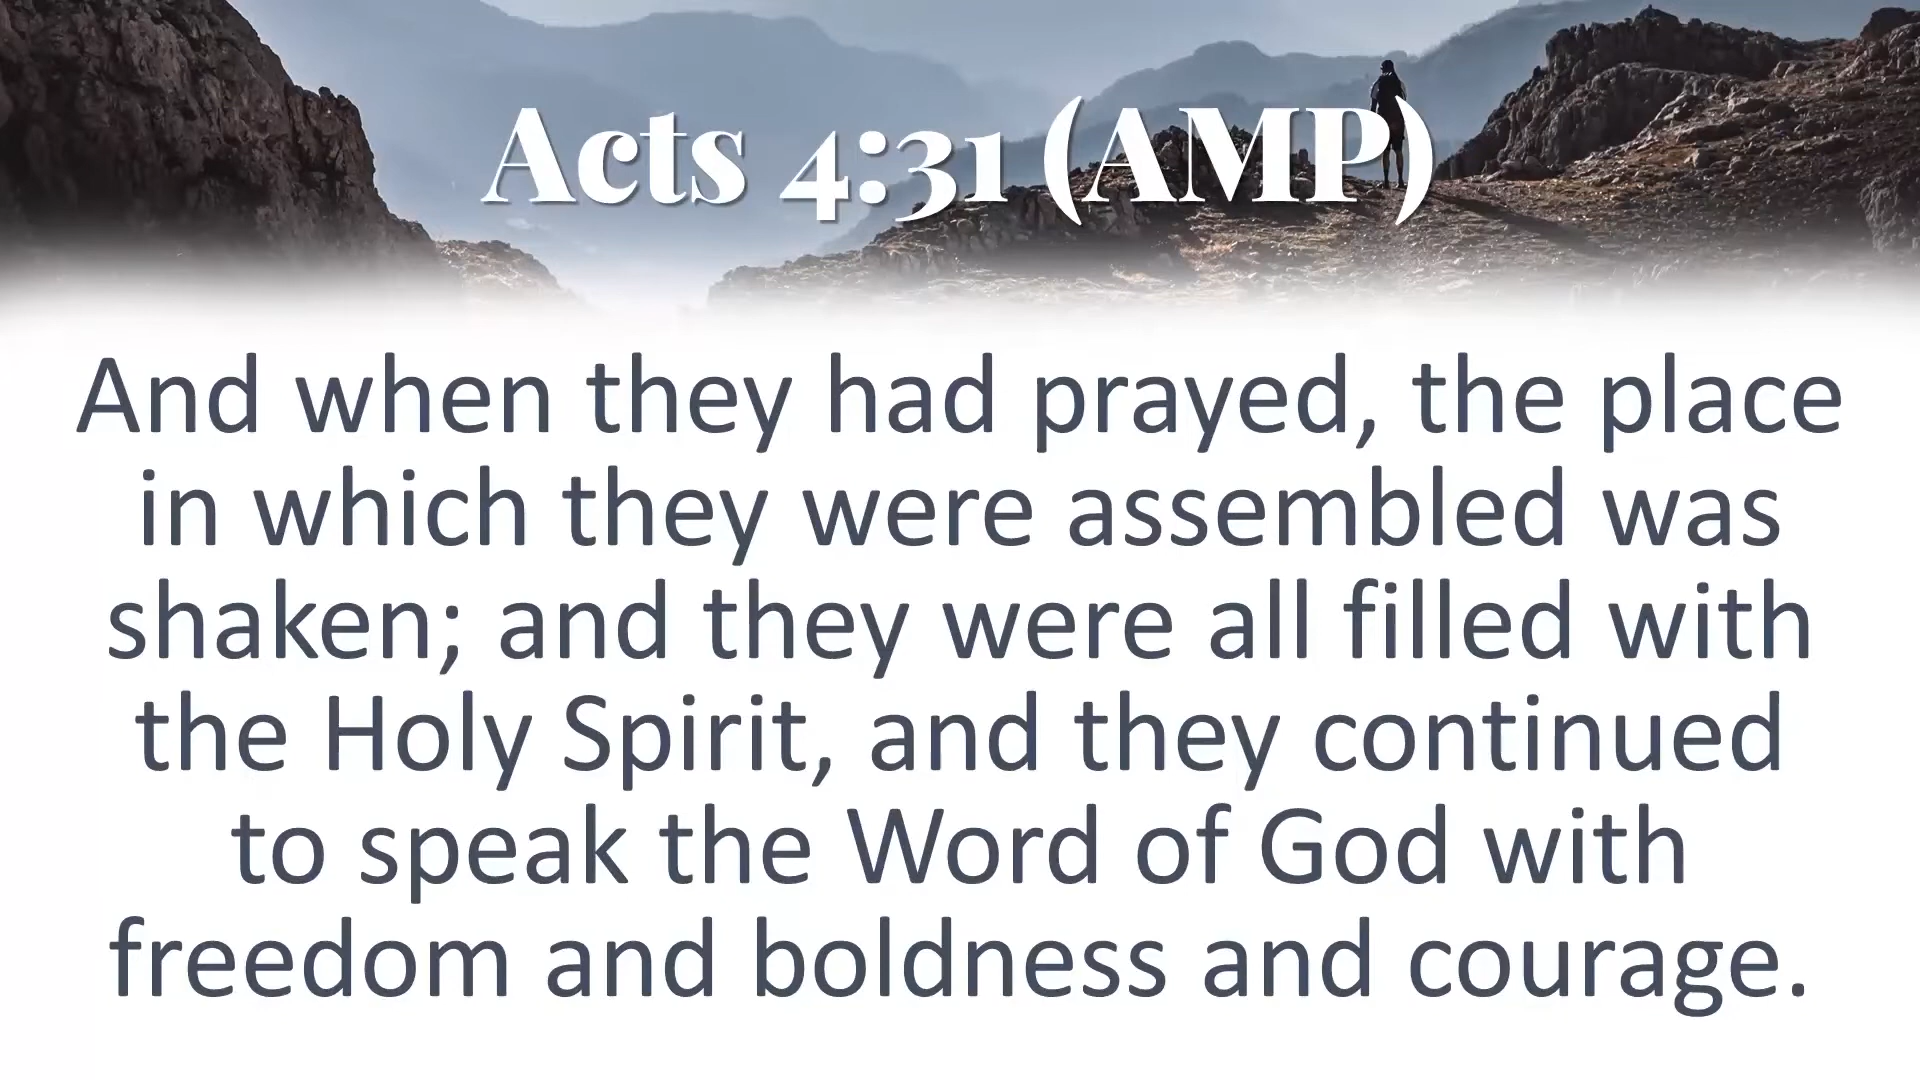 Acts 4:31 (AMP)
And when they had prayed, the place
in which they were assembled was
shaken; and they were all filled with
the Holy Spirit, and they continued
to speak the Word of God with
freedom and boldness and courage.